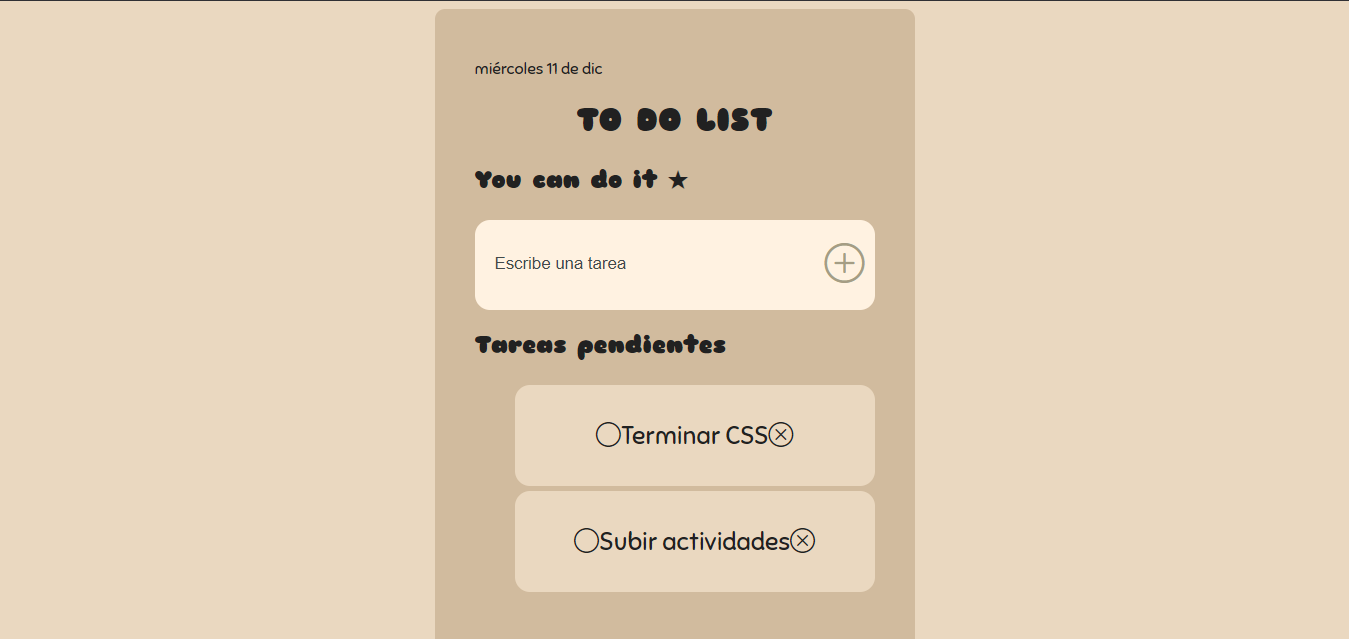 miércoles 11 de dic
TO DO LIST
You can do it ★
Escribe una tarea
Tareas pendientes
Terminar CSS
Subir actividades